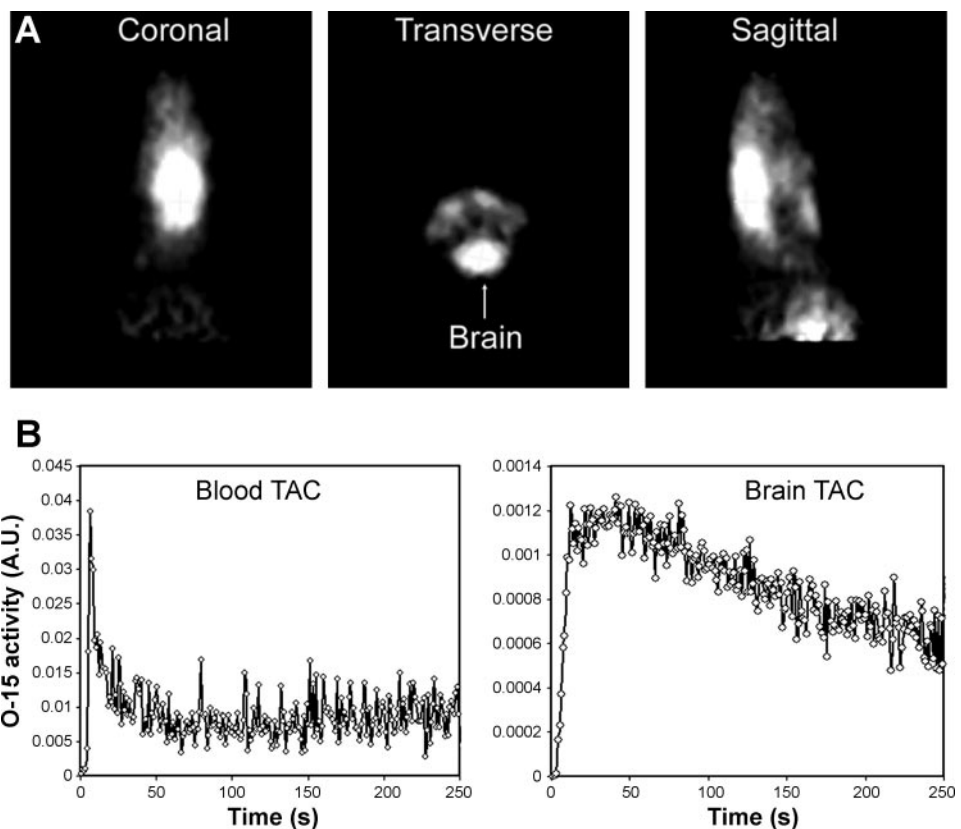 A
Coronal
Transverse
Sagittal
Brain
B
Blood TAC
Brain TAC
O-15 activity (A.U.)
0.045
0.04
0.035
0.03
0.025
0.02
0.015
0.01
0.005
0
0 50 100 150 200 250
Time (s)
0.0014
0.0012
0.001
0.0008
0.0006
0.0004
0.0002
0
0 50 100 150 200 250
Time (s)